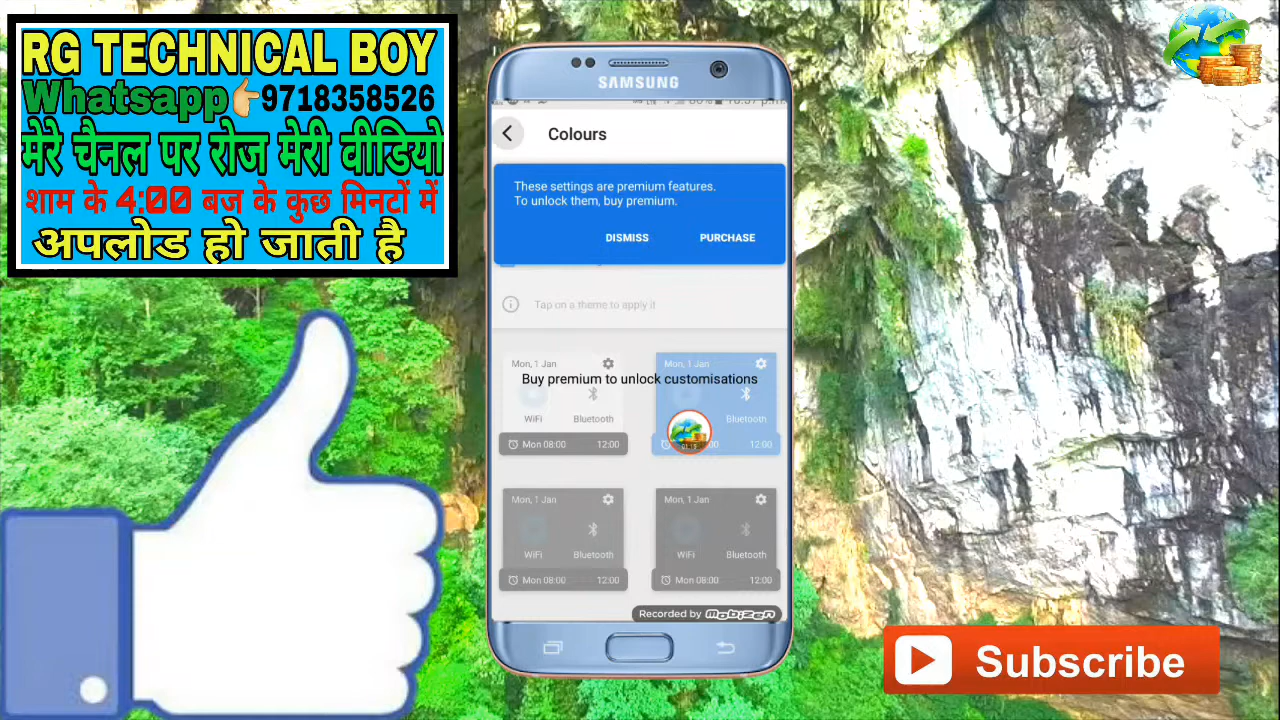 RG TECHNICAL BOY
Whatsapp👉🏻9718358526
मेरे चैनल पर रोज मेरी वीडियो
शाम के 4:00 बज के कुछ मिनटों में
अपलोड हो जाती है
SAMSUNG
Colours
These settings are premium features.
To unlock them, buy premium.
DISMISS PURCHASE
Tap on a theme to apply it
Mon, 1 Jan Mon, 1 Jan
Buy premium to unlock customisations
WiFi Bluetooth Bluetooth
Mon 08:00 12:00 12:00
Mon, 1 Jan Mon, 1 Jan
WiFi Bluetooth WiFi Bluetooth
Mon 08:00 12:00 Mon 08:00 12:00
Recorded by MOBIZEN
Subscribe